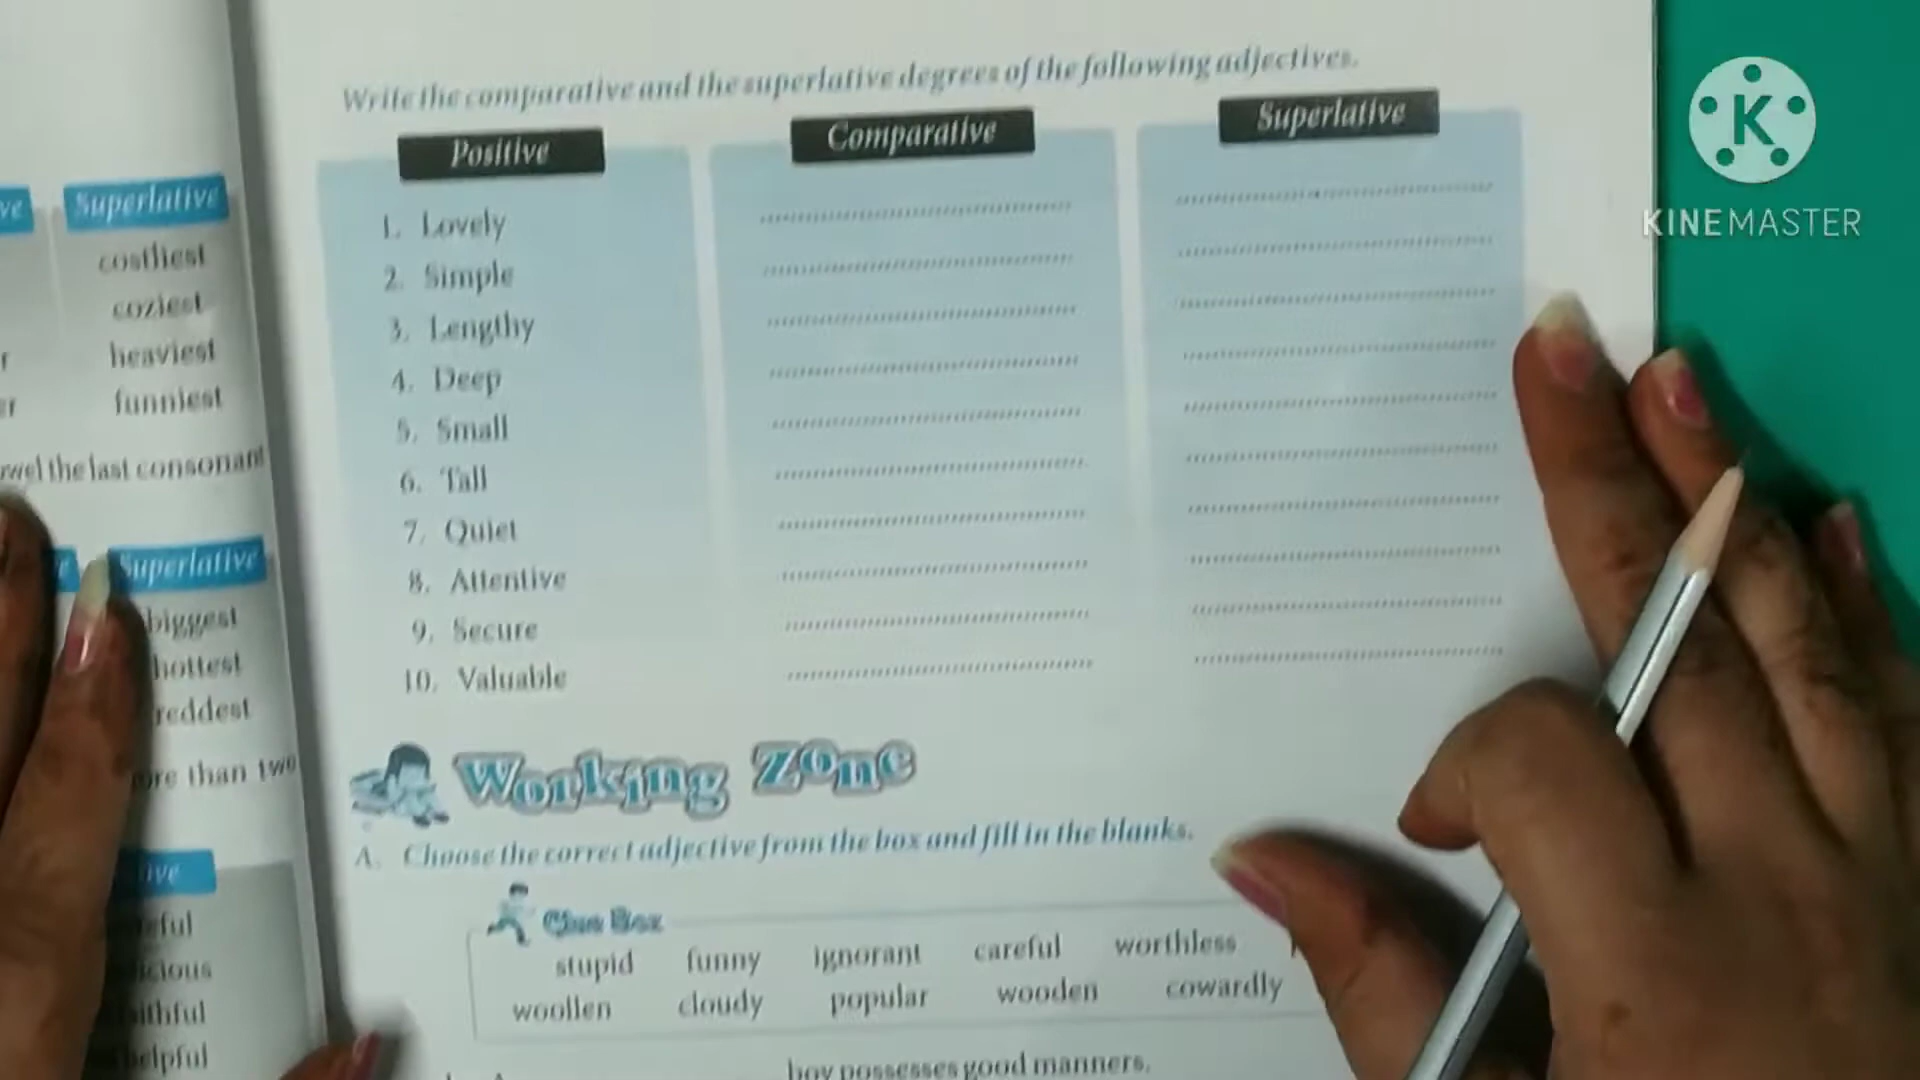 Write the comparative and the superlative degrees of the following adjectives.
Positive Comparative Superlative
1. Lovely
2. Simple
3. Lengthy
4. Deep
5. Small
6. Tall
7. Quiet
8. Attentive
9. Secure
10. Valuable
Working Zone
A. Choose the correct adjective from the box and fill in the blanks.
Clue Box
stupid funny ignorant careful worthless
woollen cloudy popular wooden cowardly
boy possesses good manners.
Superlative
costliest
coziest
heaviest
funniest
the last consonant
Superlative
biggest
hottest
reddest
than two
helpful
K
KINEMASTER